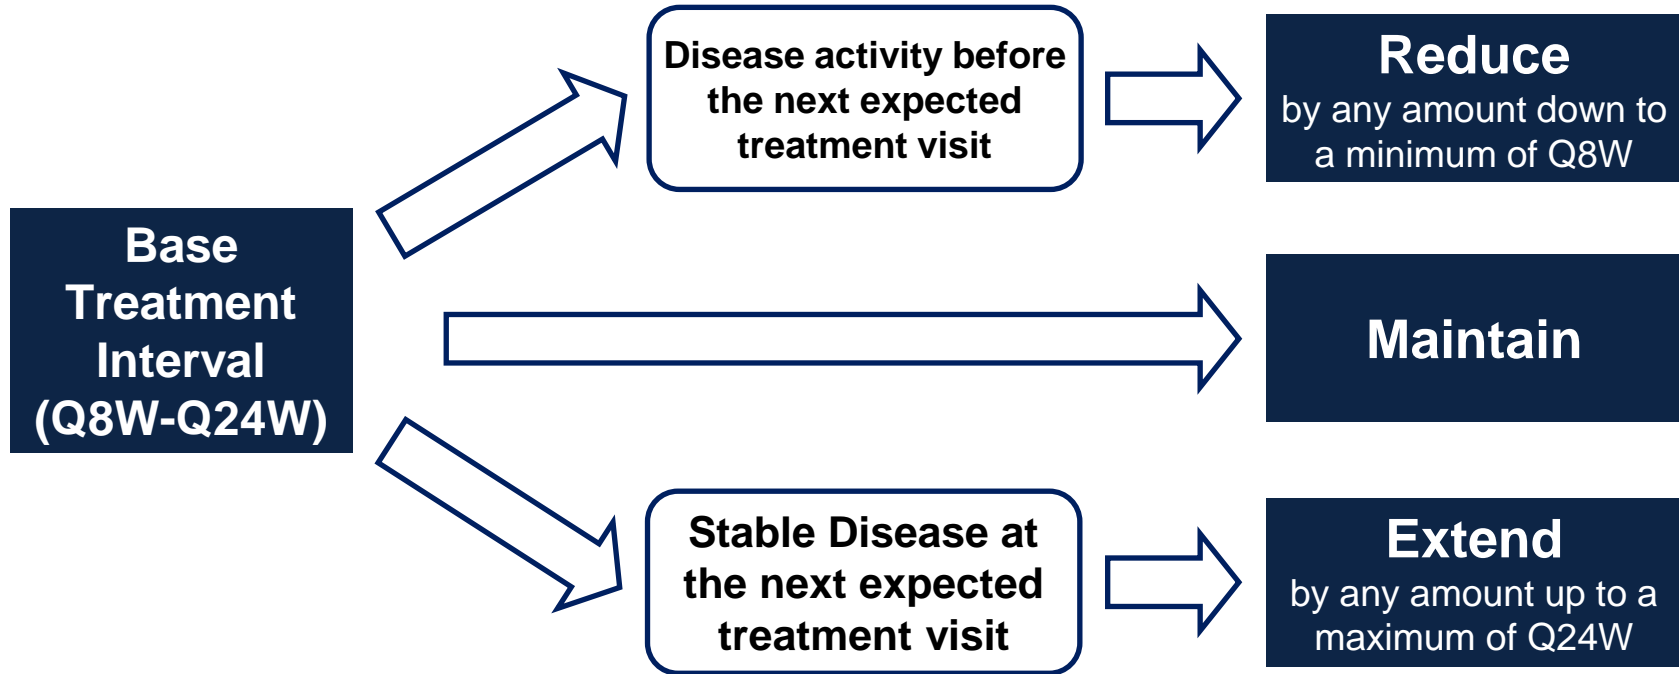 Base
Treatment
Interval
(Q8W-Q24W)
Disease activity before
the next expected
treatment visit
Reduce
by any amount down to
a minimum of Q8W
Maintain
Stable Disease at
the next expected
treatment visit
Extend
by any amount up to a
maximum of Q24W